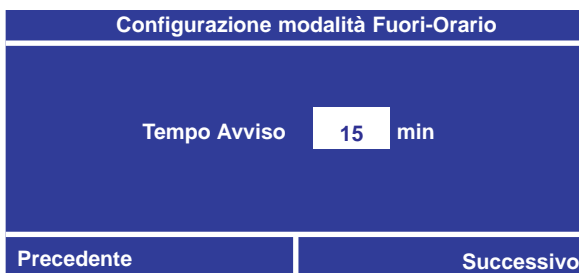 Configurazione modalità Fuori-Orario
Tempo Avviso 15 min
Precedente Successivo